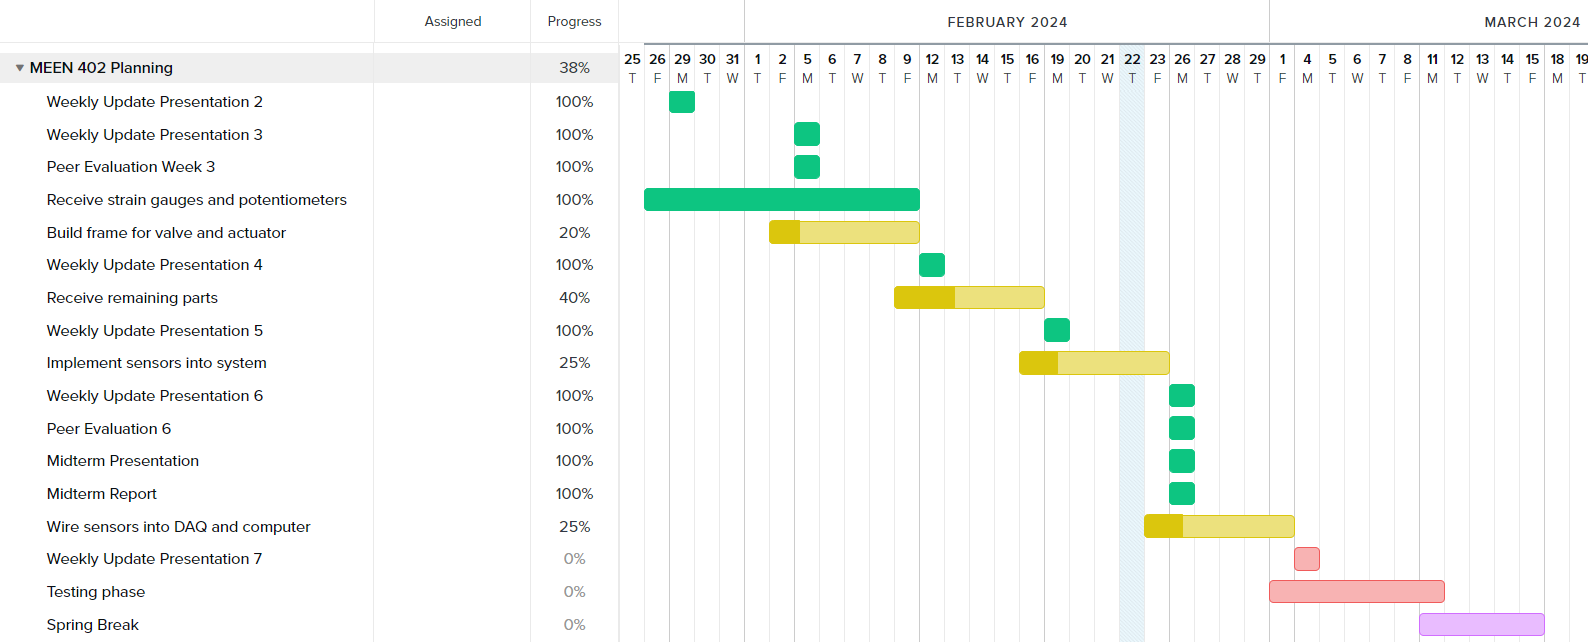 Assigned Progress FEBRUARY 2024 MARCH 2024
25 26 29 30 31 1 2 5 6 7 8 9 12 13 14 15 16 19 20 21 22 23 26 27 28 29 1 4 5 6 7 8 11 12 13 14 15 18 19
MEEN 402 Planning 38% T F M T W T F M T W T F M T W T F M T W T F M T W T F M T W T F M T W T F M T
Weekly Update Presentation 2 100%
Weekly Update Presentation 3 100%
Peer Evaluation Week 3 100%
Receive strain gauges and potentiometers 100%
Build frame for valve and actuator 20%
Weekly Update Presentation 4 100%
Receive remaining parts 40%
Weekly Update Presentation 5 100%
Implement sensors into system 25%
Weekly Update Presentation 6 100%
Peer Evaluation 6 100%
Midterm Presentation 100%
Midterm Report 100%
Wire sensors into DAQ and computer 25%
Weekly Update Presentation 7 0%
Testing phase 0%
Spring Break 0%